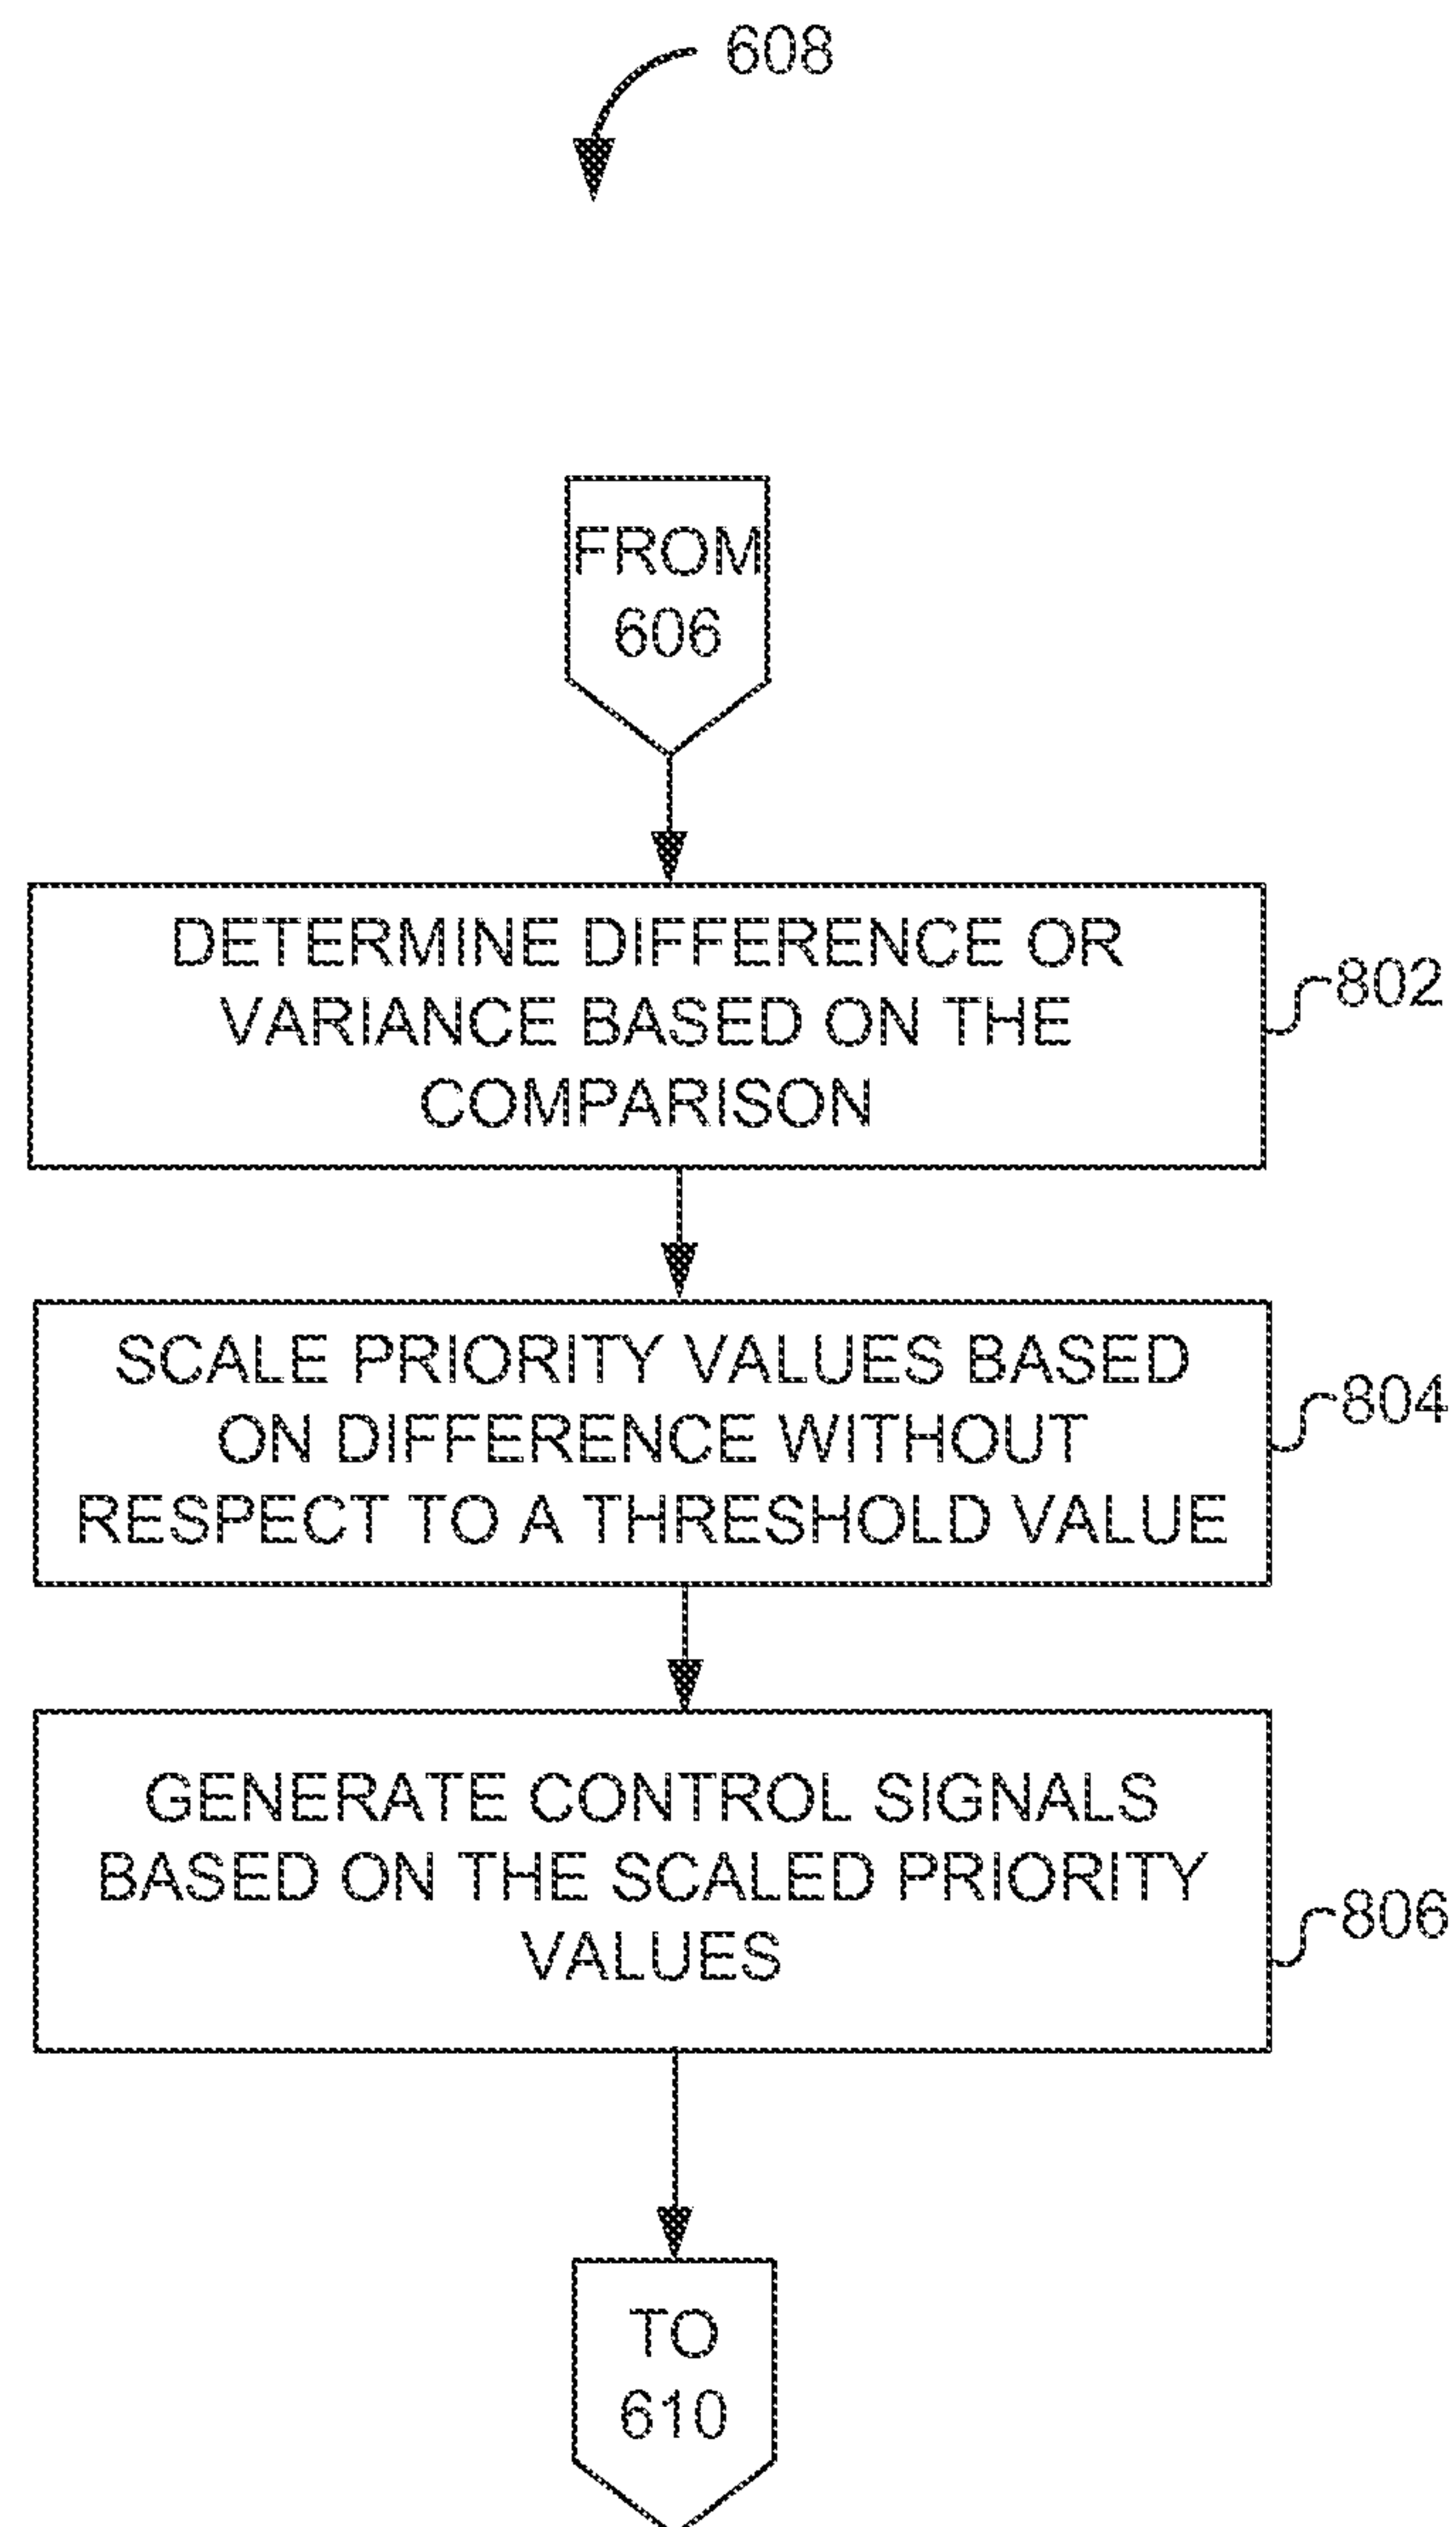 608
FROM
606
DETERMINE DIFFERENCE OR
VARIANCE BASED ON THE
COMPARISON
802
SCALE PRIORITY VALUES BASED
ON DIFFERENCE WITHOUT
RESPECT TO A THRESHOLD VALUE
804
GENERATE CONTROL SIGNALS
BASED ON THE SCALED PRIORITY
VALUES
806
TO
610